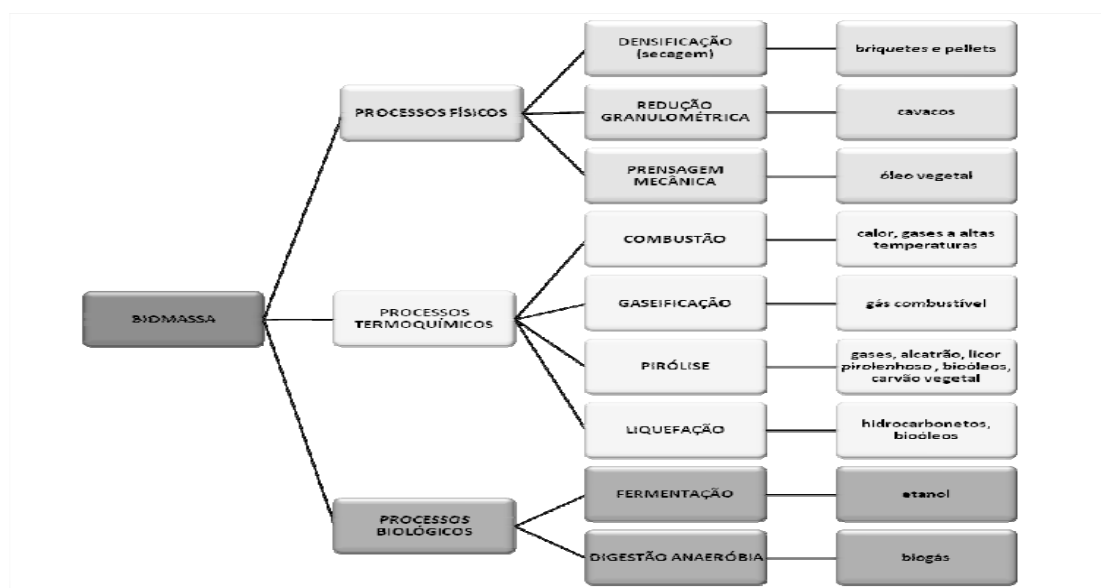 DENSIFICAÇÃO
(secagem)
briquetes e pellets
PROCESSOS FÍSICOS
REDUÇÃO
GRANULOMÉTRICA
cavacos
PRENSAGEM
MECÂNICA
óleo vegetal
COMBUSTÃO
calor, gases a altas
temperaturas
BIOMASSA
PROCESSOS
TERMOQUÍMICOS
GASEIFICAÇÃO
gás combustível
PIRÓLISE
gases, alcatrão, licor
pirolenhoso, bioóleos,
carvão vegetal
LIQUEFAÇÃO
hidrocarbonetos,
bioóleos
PROCESSOS
BIOLÓGICOS
FERMENTAÇÃO
etanol
DIGESTÃO ANAERÓBIA
biogás